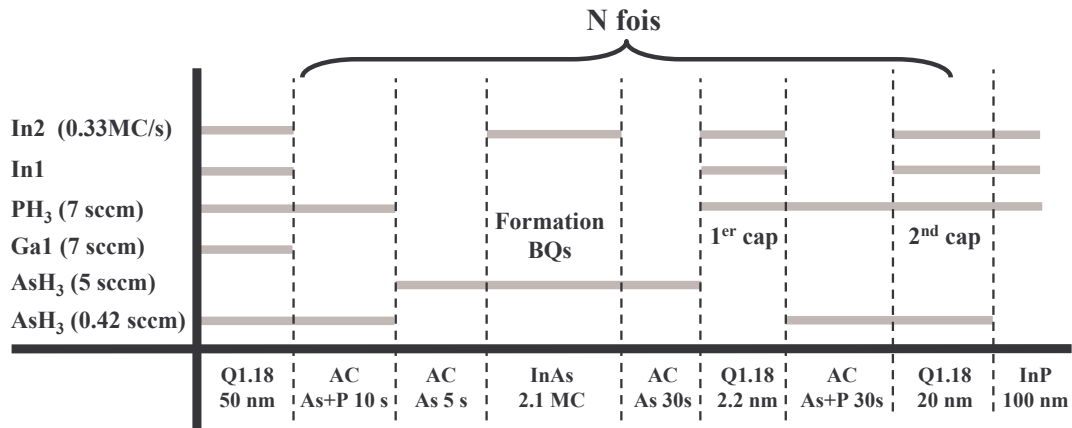 N fois
In2 (0.33MC/s)
In1
PH₃ (7 sccm)
Ga1 (7 sccm)
AsH₃ (5 sccm)
AsH₃ (0.42 sccm)
Formation
BQs
1er cap
2nd cap
Q1.18
50 nm
AC
As+P 10 s
AC
As 5 s
InAs
2.1 MC
AC
As 30s
Q1.18
2.2 nm
AC
As+P 30s
Q1.18
20 nm
InP
100 nm